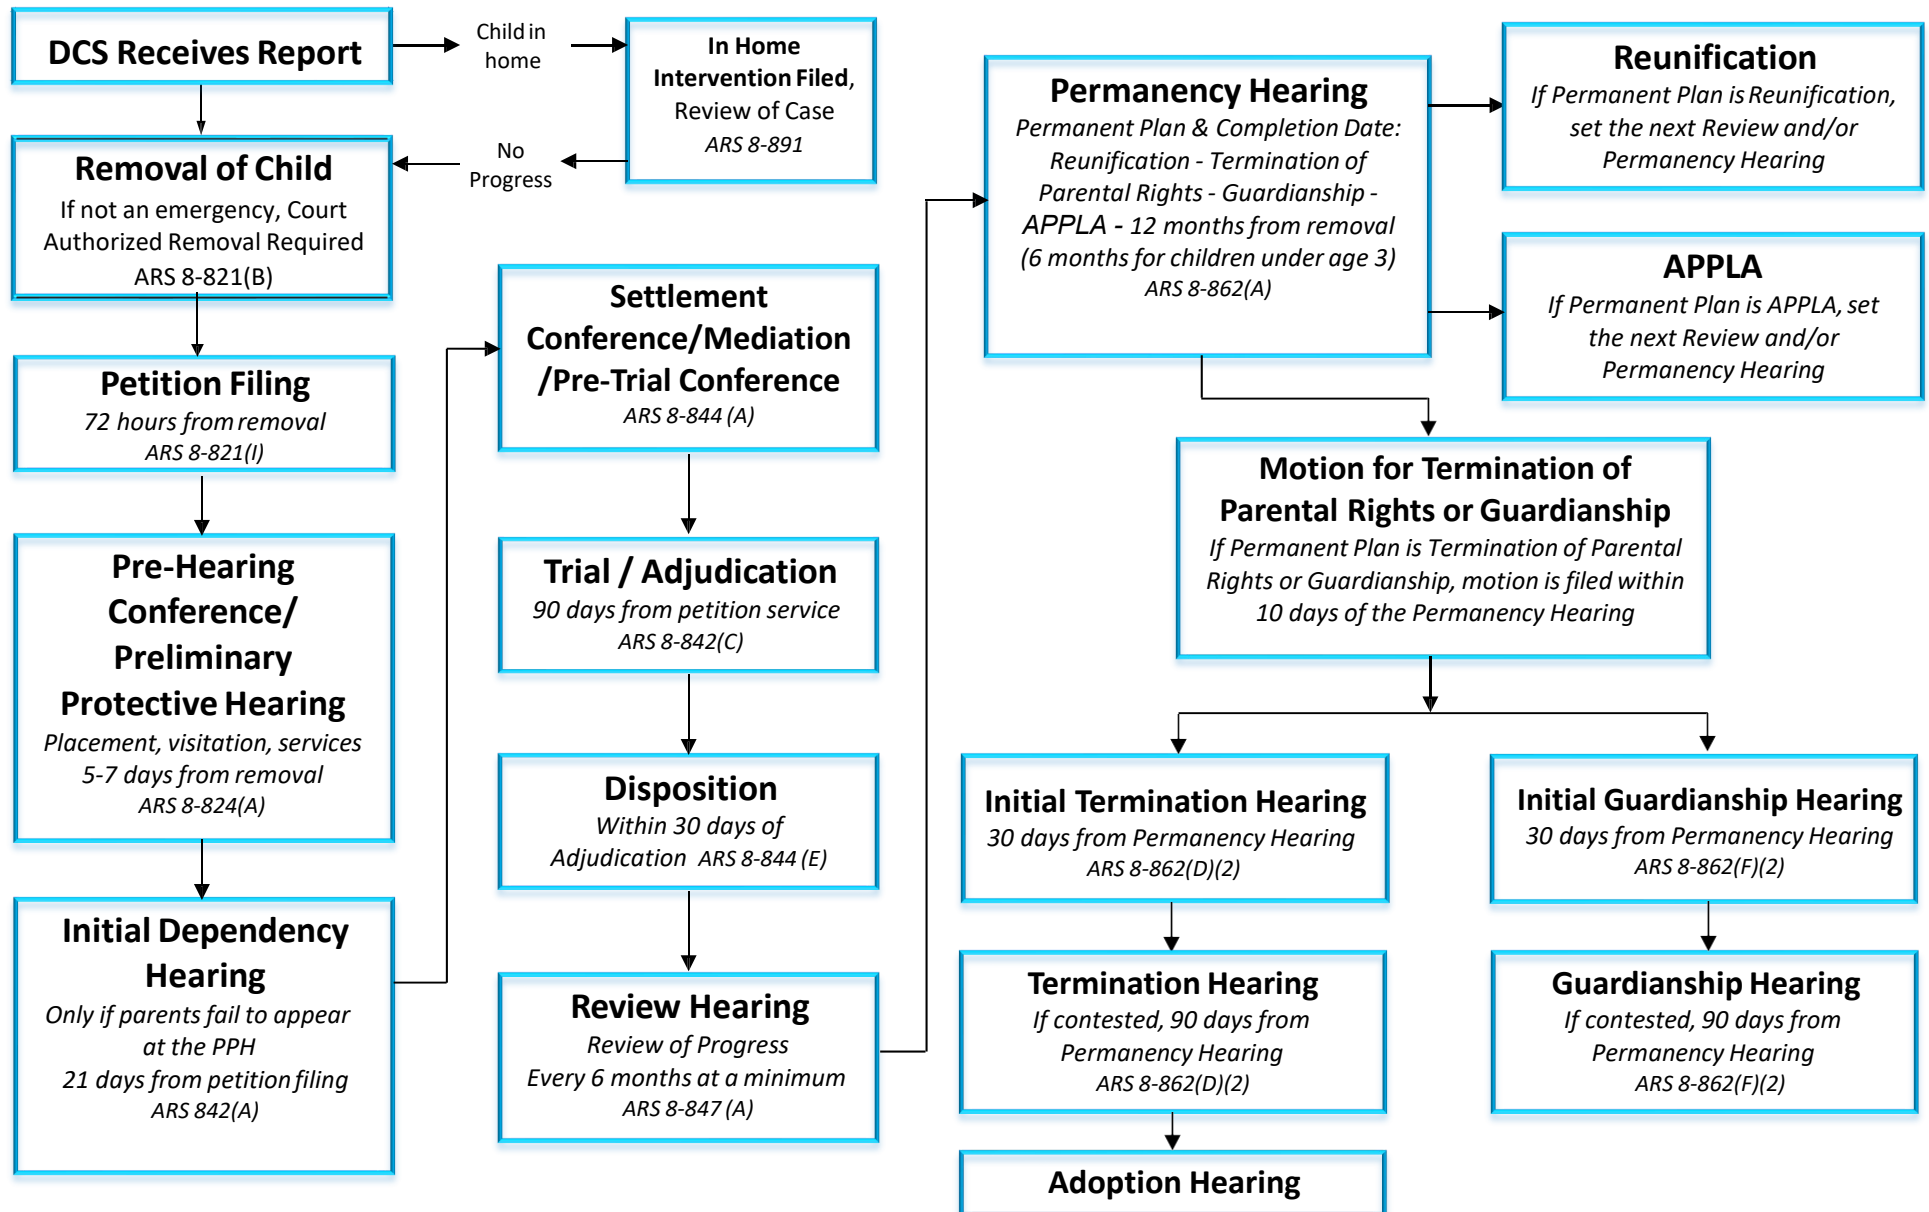 DCS Receives Report
Child in
home
In Home
Intervention Filed,
Review of Case
ARS 8-891
No
Progress
Removal of Child
If not an emergency, Court
Authorized Removal Required
ARS 8-821(B)
Petition Filing
72 hours from removal
ARS 8-821(I)
Pre-Hearing
Conference/
Preliminary
Protective Hearing
Placement, visitation, services
5-7 days from removal
ARS 8-824(A)
Initial Dependency
Hearing
Only if parents fail to appear
at the PPH
21 days from petition filing
ARS 842(A)
Settlement
Conference/Mediation
/Pre-Trial Conference
ARS 8-844 (A)
Trial / Adjudication
90 days from petition service
ARS 8-842(C)
Disposition
Within 30 days of
Adjudication ARS 8-844 (E)
Review Hearing
Review of Progress
Every 6 months at a minimum
ARS 8-847 (A)
Permanency Hearing
Permanent Plan & Completion Date:
Reunification - Termination of
Parental Rights - Guardianship -
APPLA - 12 months from removal
(6 months for children under age 3)
ARS 8-862(A)
Reunification
If Permanent Plan is Reunification,
set the next Review and/or
Permanency Hearing
APPLA
If Permanent Plan is APPLA, set
the next Review and/or
Permanency Hearing
Motion for Termination of
Parental Rights or Guardianship
If Permanent Plan is Termination of Parental
Rights or Guardianship, motion is filed within
10 days of the Permanency Hearing
Initial Termination Hearing
30 days from Permanency Hearing
ARS 8-862(D)(2)
Termination Hearing
If contested, 90 days from
Permanency Hearing
ARS 8-862(D)(2)
Adoption Hearing
Initial Guardianship Hearing
30 days from Permanency Hearing
ARS 8-862(F)(2)
Guardianship Hearing
If contested, 90 days from
Permanency Hearing
ARS 8-862(F)(2)